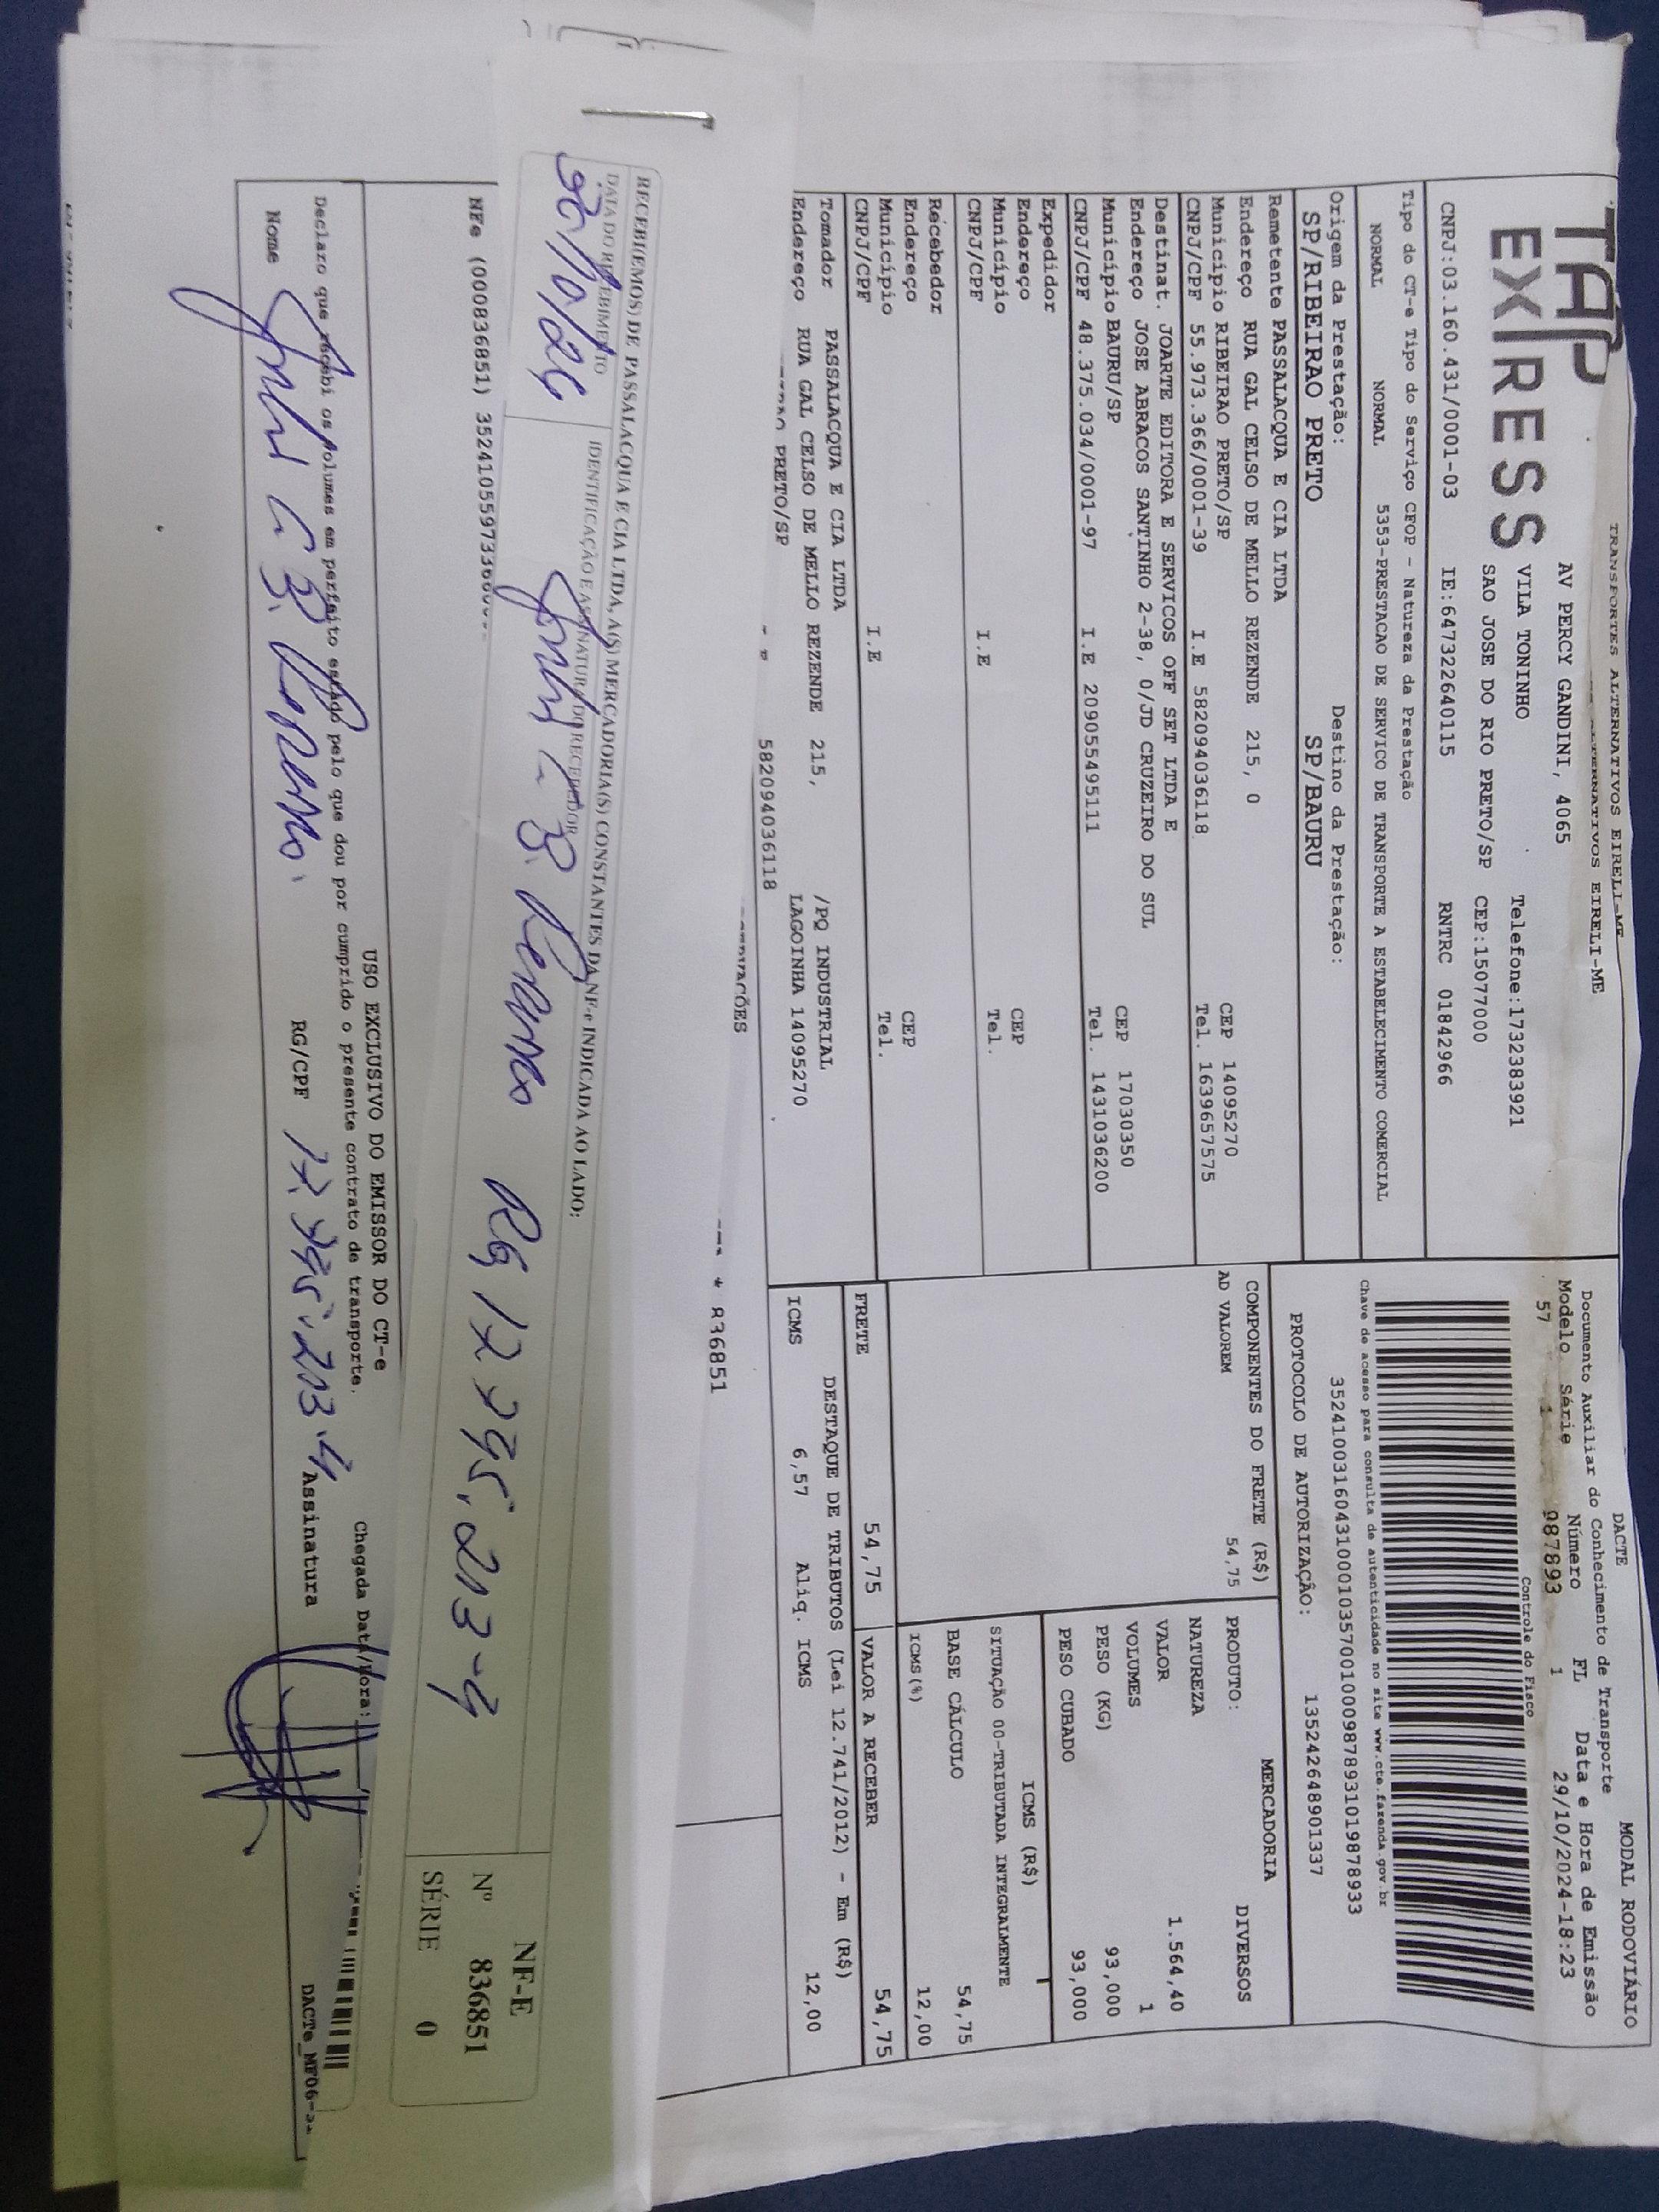 TRANSPORTES ALTERNATIVOS EIRELI-ME
TAP EXPRESS
AV PERCY GANDINI, 4065
VILA TONINHO Telefone:1732383921
SAO JOSE DO RIO PRETO/SP CEP:15077000
CNPJ:03.160.431/0001-03 IE:647322640115 RNTRC 01842966
Tipo do CT-e Tipo do Serviço CFOP - Natureza da Prestação
NORMAL NORMAL 5353-PRESTACAO DE SERVICO DE TRANSPORTE A ESTABELECIMENTO COMERCIAL
Origem da Prestação: Destino da Prestação:
SP/RIBEIRAO PRETO SP/BAURU
Remetente PASSALACQUA E CIA LTDA
Endereço RUA GAL CELSO DE MELLO REZENDE 215, 0
Município RIBEIRAO PRETO/SP CEP 14095270
CNPJ/CPF 55.973.366/0001-39 I.E 582094036118 Tel. 1639657575
Destinat. JOARTE EDITORA E SERVICOS OFF SET LTDA E
Endereço JOSE ABRACOS SANTINHO 2-38, 0/JD CRUZEIRO DO SUL
Município BAURU/SP CEP 17030350
CNPJ/CPF 48.375.034/0001-97 I.E 209055495111 Tel. 1431036200
Expedidor
Endereço
Município CEP
CNPJ/CPF I.E Tel.
Recebedor
Endereço
Município CEP
CNPJ/CPF I.E Tel.
Tomador PASSALACQUA E CIA LTDA /PQ INDUSTRIAL
Endereço RUA GAL CELSO DE MELLO REZENDE 215, LAGOINHA 14095270
PRETO/SP
582094036118
* 836851
DACTE MODAL RODOVIÁRIO
Documento Auxiliar do Conhecimento de Transporte
Modelo Série Número FL Data e Hora de Emissão
57 1 987893 1 29/10/2024-18:23
Controle do Fisco
Chave de acesso para consulta de autenticidade no site www.cte.fazenda.gov.br
35241003160431000103570010009878931019878933
PROTOCOLO DE AUTORIZAÇÃO: 135242648901337
COMPONENTES DO FRETE (R$)
AD VALOREM 54,75
MERCADORIA
PRODUTO: DIVERSOS
NATUREZA
VALOR 1.564,40
VOLUMES 1
PESO (KG) 93,000
PESO CUBADO 93,000
ICMS (R$)
SITUAÇÃO 00-TRIBUTADA INTEGRALMENTE
BASE CÁLCULO 54,75
ICMS(%) 12,00
FRETE 54,75 VALOR A RECEBER 54,75
DESTAQUE DE TRIBUTOS (Lei 12.741/2012) - Em (R$)
ICMS 6,57 Aliq. ICMS 12,00
RECEBI(EMOS) DE PASSALACQUA E CIA LTDA, A(S) MERCADORIA(S) CONSTANTES DA NF-e INDICADA AO LADO:
DATA DO RECEBIMENTO IDENTIFICAÇÃO E ASSINATURA DO RECEBEDOR
RG 17 795.203-4
NF-E
Nº 836851
SÉRIE 0
NFe (000836851)
USO EXCLUSIVO DO EMISSOR DO CT-e
Declaro que recebi os volumes em perfeito estado pelo que dou por cumprido o presente contrato de transporte.
Chegada Data/Hora:
Nome RG/CPF 17.795.203-4 Assinatura